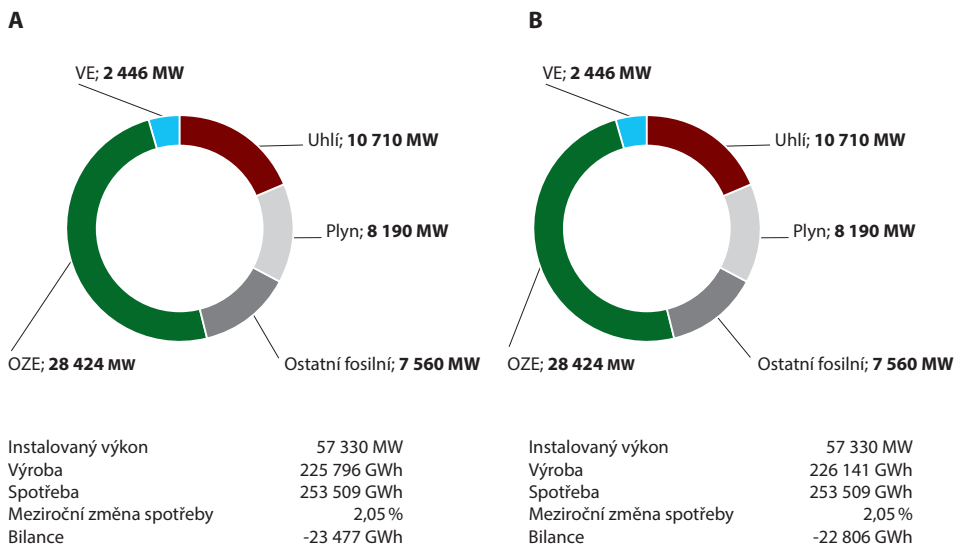 A
VE; 2 446 MW
Uhlí; 10 710 MW
Plyn; 8 190 MW
OZE; 28 424 MW
Ostatní fosilní; 7 560 MW
Instalovaný výkon 57 330 MW
Výroba 225 796 GWh
Spotřeba 253 509 GWh
Meziroční změna spotřeby 2,05 %
Bilance -23 477 GWh
B
VE; 2 446 MW
Uhlí; 10 710 MW
Plyn; 8 190 MW
OZE; 28 424 MW
Ostatní fosilní; 7 560 MW
Instalovaný výkon 57 330 MW
Výroba 226 141 GWh
Spotřeba 253 509 GWh
Meziroční změna spotřeby 2,05 %
Bilance -22 806 GWh